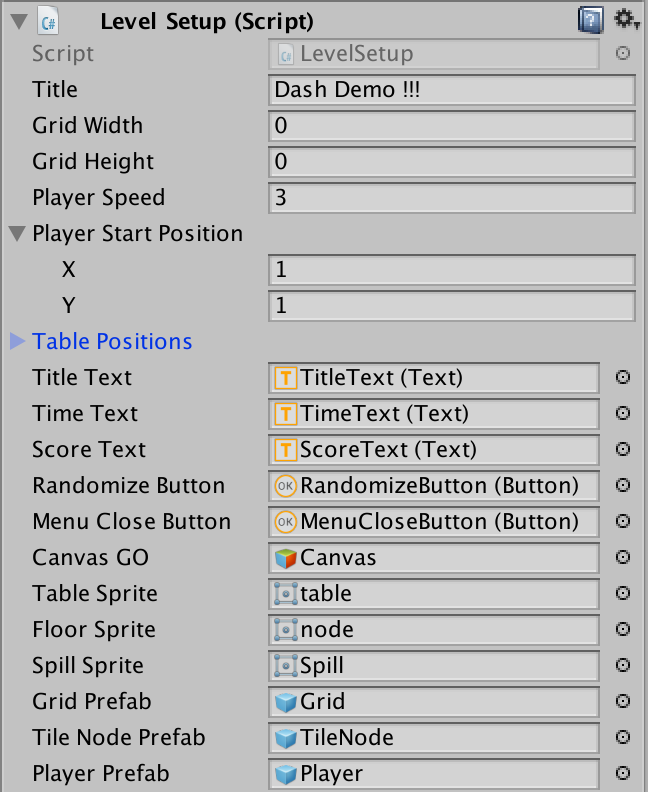 Level Setup (Script)
Script LevelSetup
Title Dash Demo !!!
Grid Width 0
Grid Height 0
Player Speed 3
Player Start Position
X 1
Y 1
Table Positions
Title Text TitleText (Text)
Time Text TimeText (Text)
Score Text ScoreText (Text)
Randomize Button OK RandomizeButton (Button)
Menu Close Button OK MenuCloseButton (Button)
Canvas GO Canvas
Table Sprite table
Floor Sprite node
Spill Sprite Spill
Grid Prefab Grid
Tile Node Prefab TileNode
Player Prefab Player